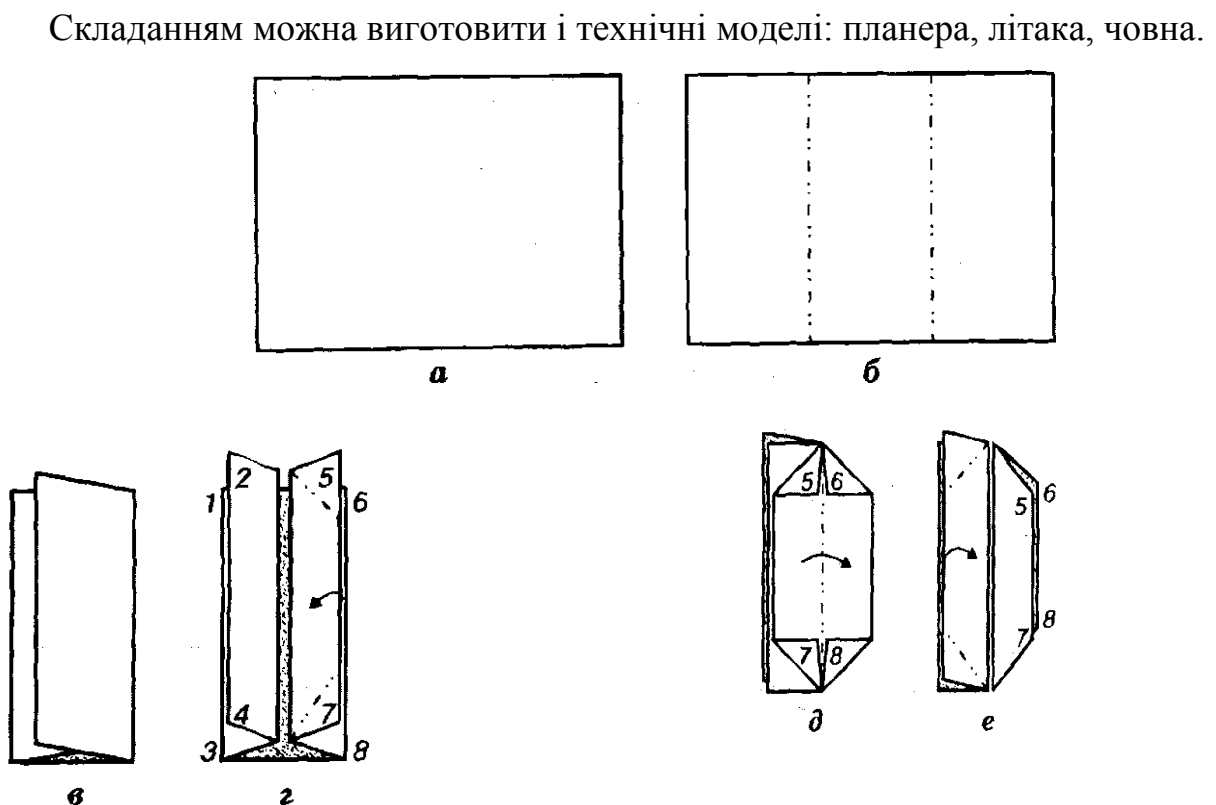 Складанням можна виготовити і технічні моделі: планера, літака, човна.
а б
2 5
1 6
4 7
3 8
в г
5 6
7 8
д
6
5
8
7
е